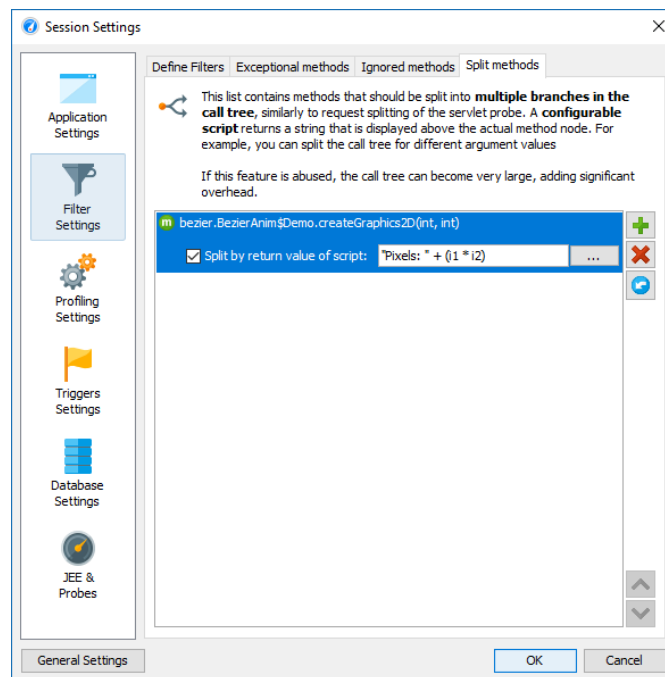 Session Settings
Define Filters Exceptional methods Ignored methods Split methods
Application
Settings
Filter
Settings
Profiling
Settings
Triggers
Settings
Database
Settings
JEE &
Probes
This list contains methods that should be split into multiple branches in the
call tree, similarly to request splitting of the servlet probe. A configurable
script returns a string that is displayed above the actual method node. For
example, you can split the call tree for different argument values
If this feature is abused, the call tree can become very large, adding significant
overhead.
m bezier.BezierAnim$Demo.createGraphics2D(int, int)
Split by return value of script: "Pixels: " + (i1 * i2) ...
General Settings OK Cancel